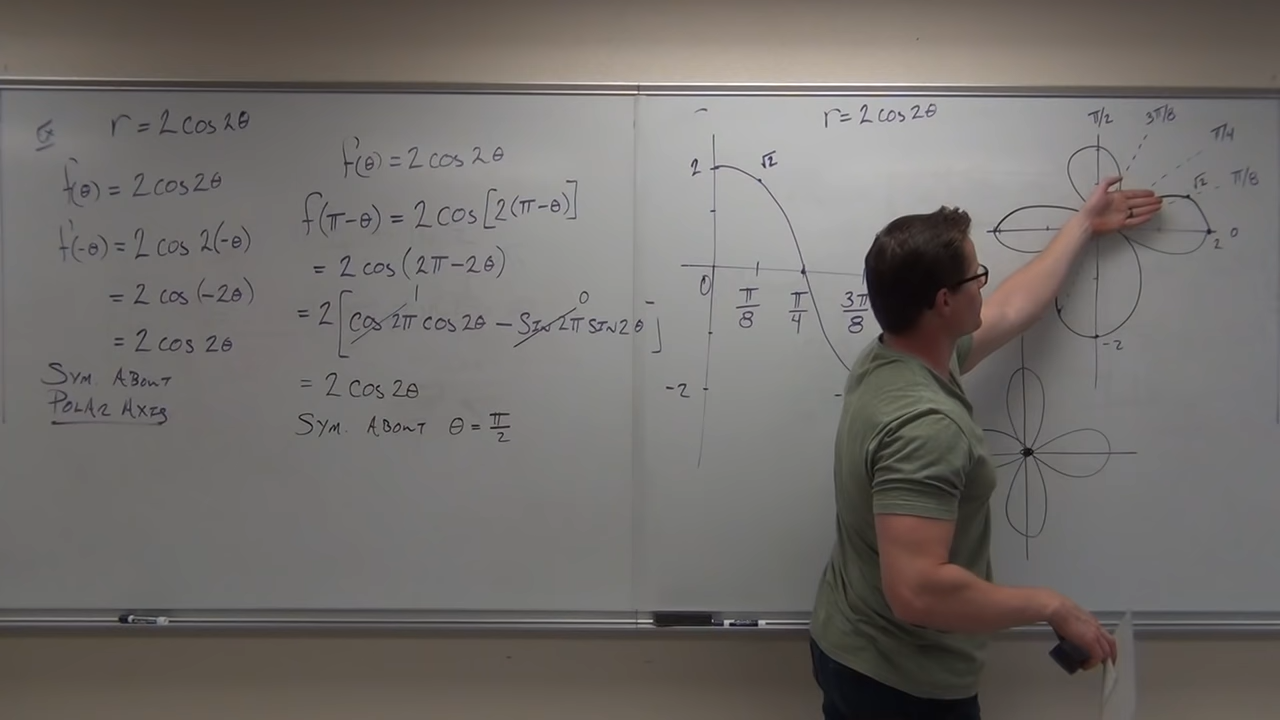 Ex r = 2 cos 2θ
f(θ) = 2 cos 2θ
f(-θ) = 2 cos 2(-θ)
= 2 cos (-2θ)
= 2 cos 2θ
SYM. ABOUT
POLAR AXIS
f(θ) = 2 cos 2θ
f(π-θ) = 2 cos [2(π-θ)]
= 2 cos (2π-2θ)
1 0
= 2 [cos 2π cos 2θ - SIN 2π SIN 2θ]
= 2 cos 2θ
SYM. ABOUT θ = π/2
r = 2 cos 2θ
2 √2
0 π/8 π/4 3π/8
-2
π/2 3π/8 π/4
√2 π/8
2 0
-2